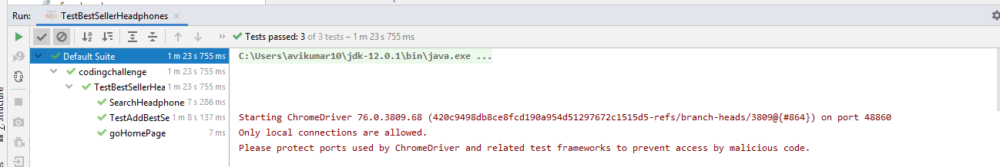 Run: TestBestSellerHeadphones
Tests passed: 3 of 3 tests – 1 m 23 s 755 ms
Default Suite 1 m 23 s 755 ms
C:\Users\avikumar10\jdk-12.0.1\bin\java.exe ...
codingchallenge 1 m 23 s 755 ms
TestBestSellerHea 1 m 23 s 755 ms
SearchHeadphone 7 s 286 ms
TestAddBestSe 1 m 8 s 137 ms
Starting ChromeDriver 76.0.3809.68 (420c9498db8ce8fcd190a954d51297672c1515d5-refs/branch-heads/3809@{#864}) on port 48860
goHomePage 7 ms
Only local connections are allowed.
Please protect ports used by ChromeDriver and related test frameworks to prevent access by malicious code.
Structure